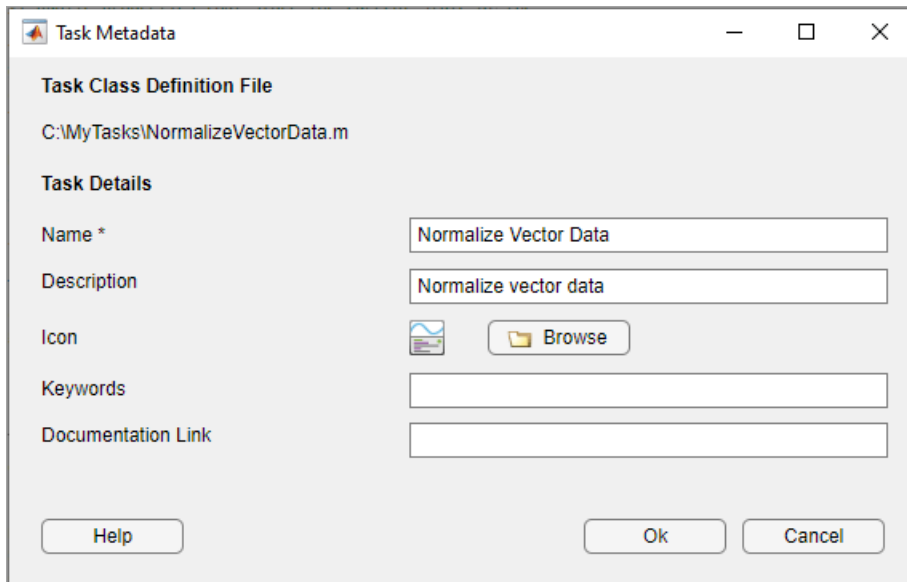 Task Metadata
Task Class Definition File
C:\MyTasks\NormalizeVectorData.m
Task Details
Name * Normalize Vector Data
Description Normalize vector data
Icon Browse
Keywords
Documentation Link
Help Ok Cancel